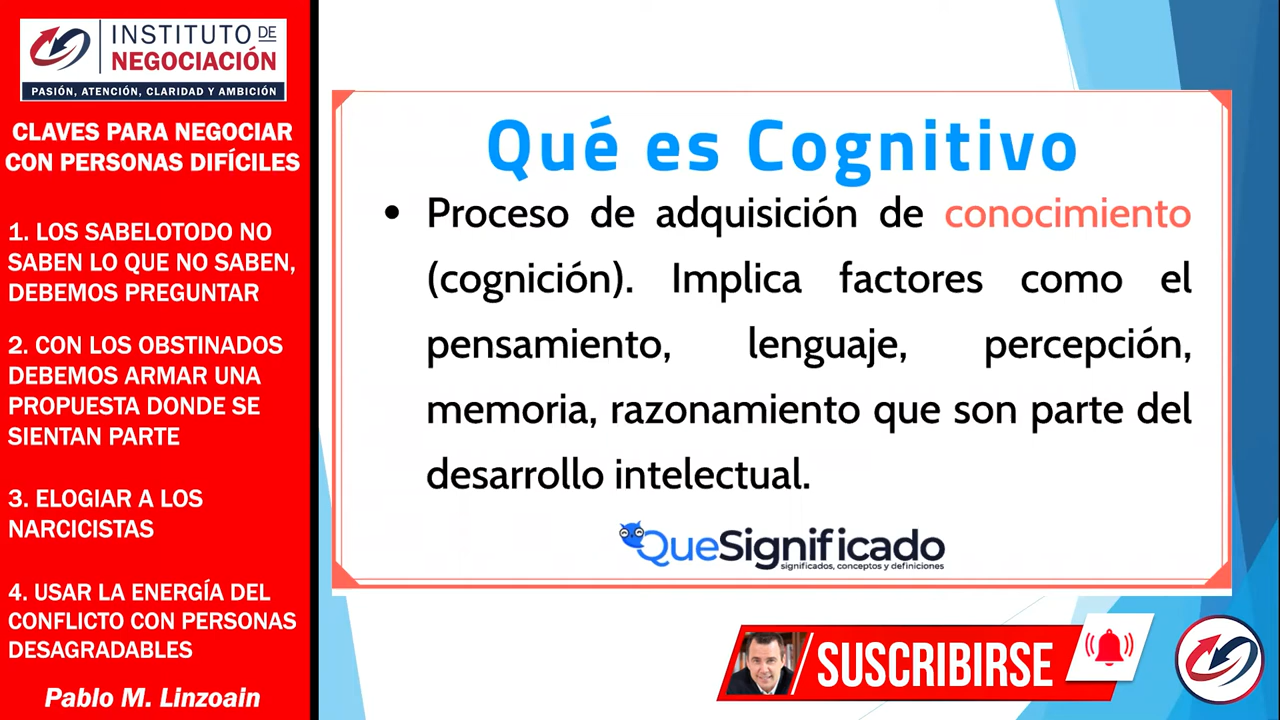 INSTITUTO DE
NEGOCIACIÓN
PASIÓN, ATENCIÓN, CLARIDAD Y AMBICIÓN
CLAVES PARA NEGOCIAR
CON PERSONAS DIFÍCILES
1. LOS SABELOTODO NO
SABEN LO QUE NO SABEN,
DEBEMOS PREGUNTAR
2. CON LOS OBSTINADOS
DEBEMOS ARMAR UNA
PROPUESTA DONDE SE
SIENTAN PARTE
3. ELOGIAR A LOS
NARCICISTAS
4. USAR LA ENERGÍA DEL
CONFLICTO CON PERSONAS
DESAGRADABLES
Pablo M. Linzoain
Qué es Cognitivo
• Proceso de adquisición de conocimiento
(cognición). Implica factores como el
pensamiento, lenguaje, percepción,
memoria, razonamiento que son parte del
desarrollo intelectual.
QueSignificado
significados, conceptos y definiciones
SUSCRIBIRSE